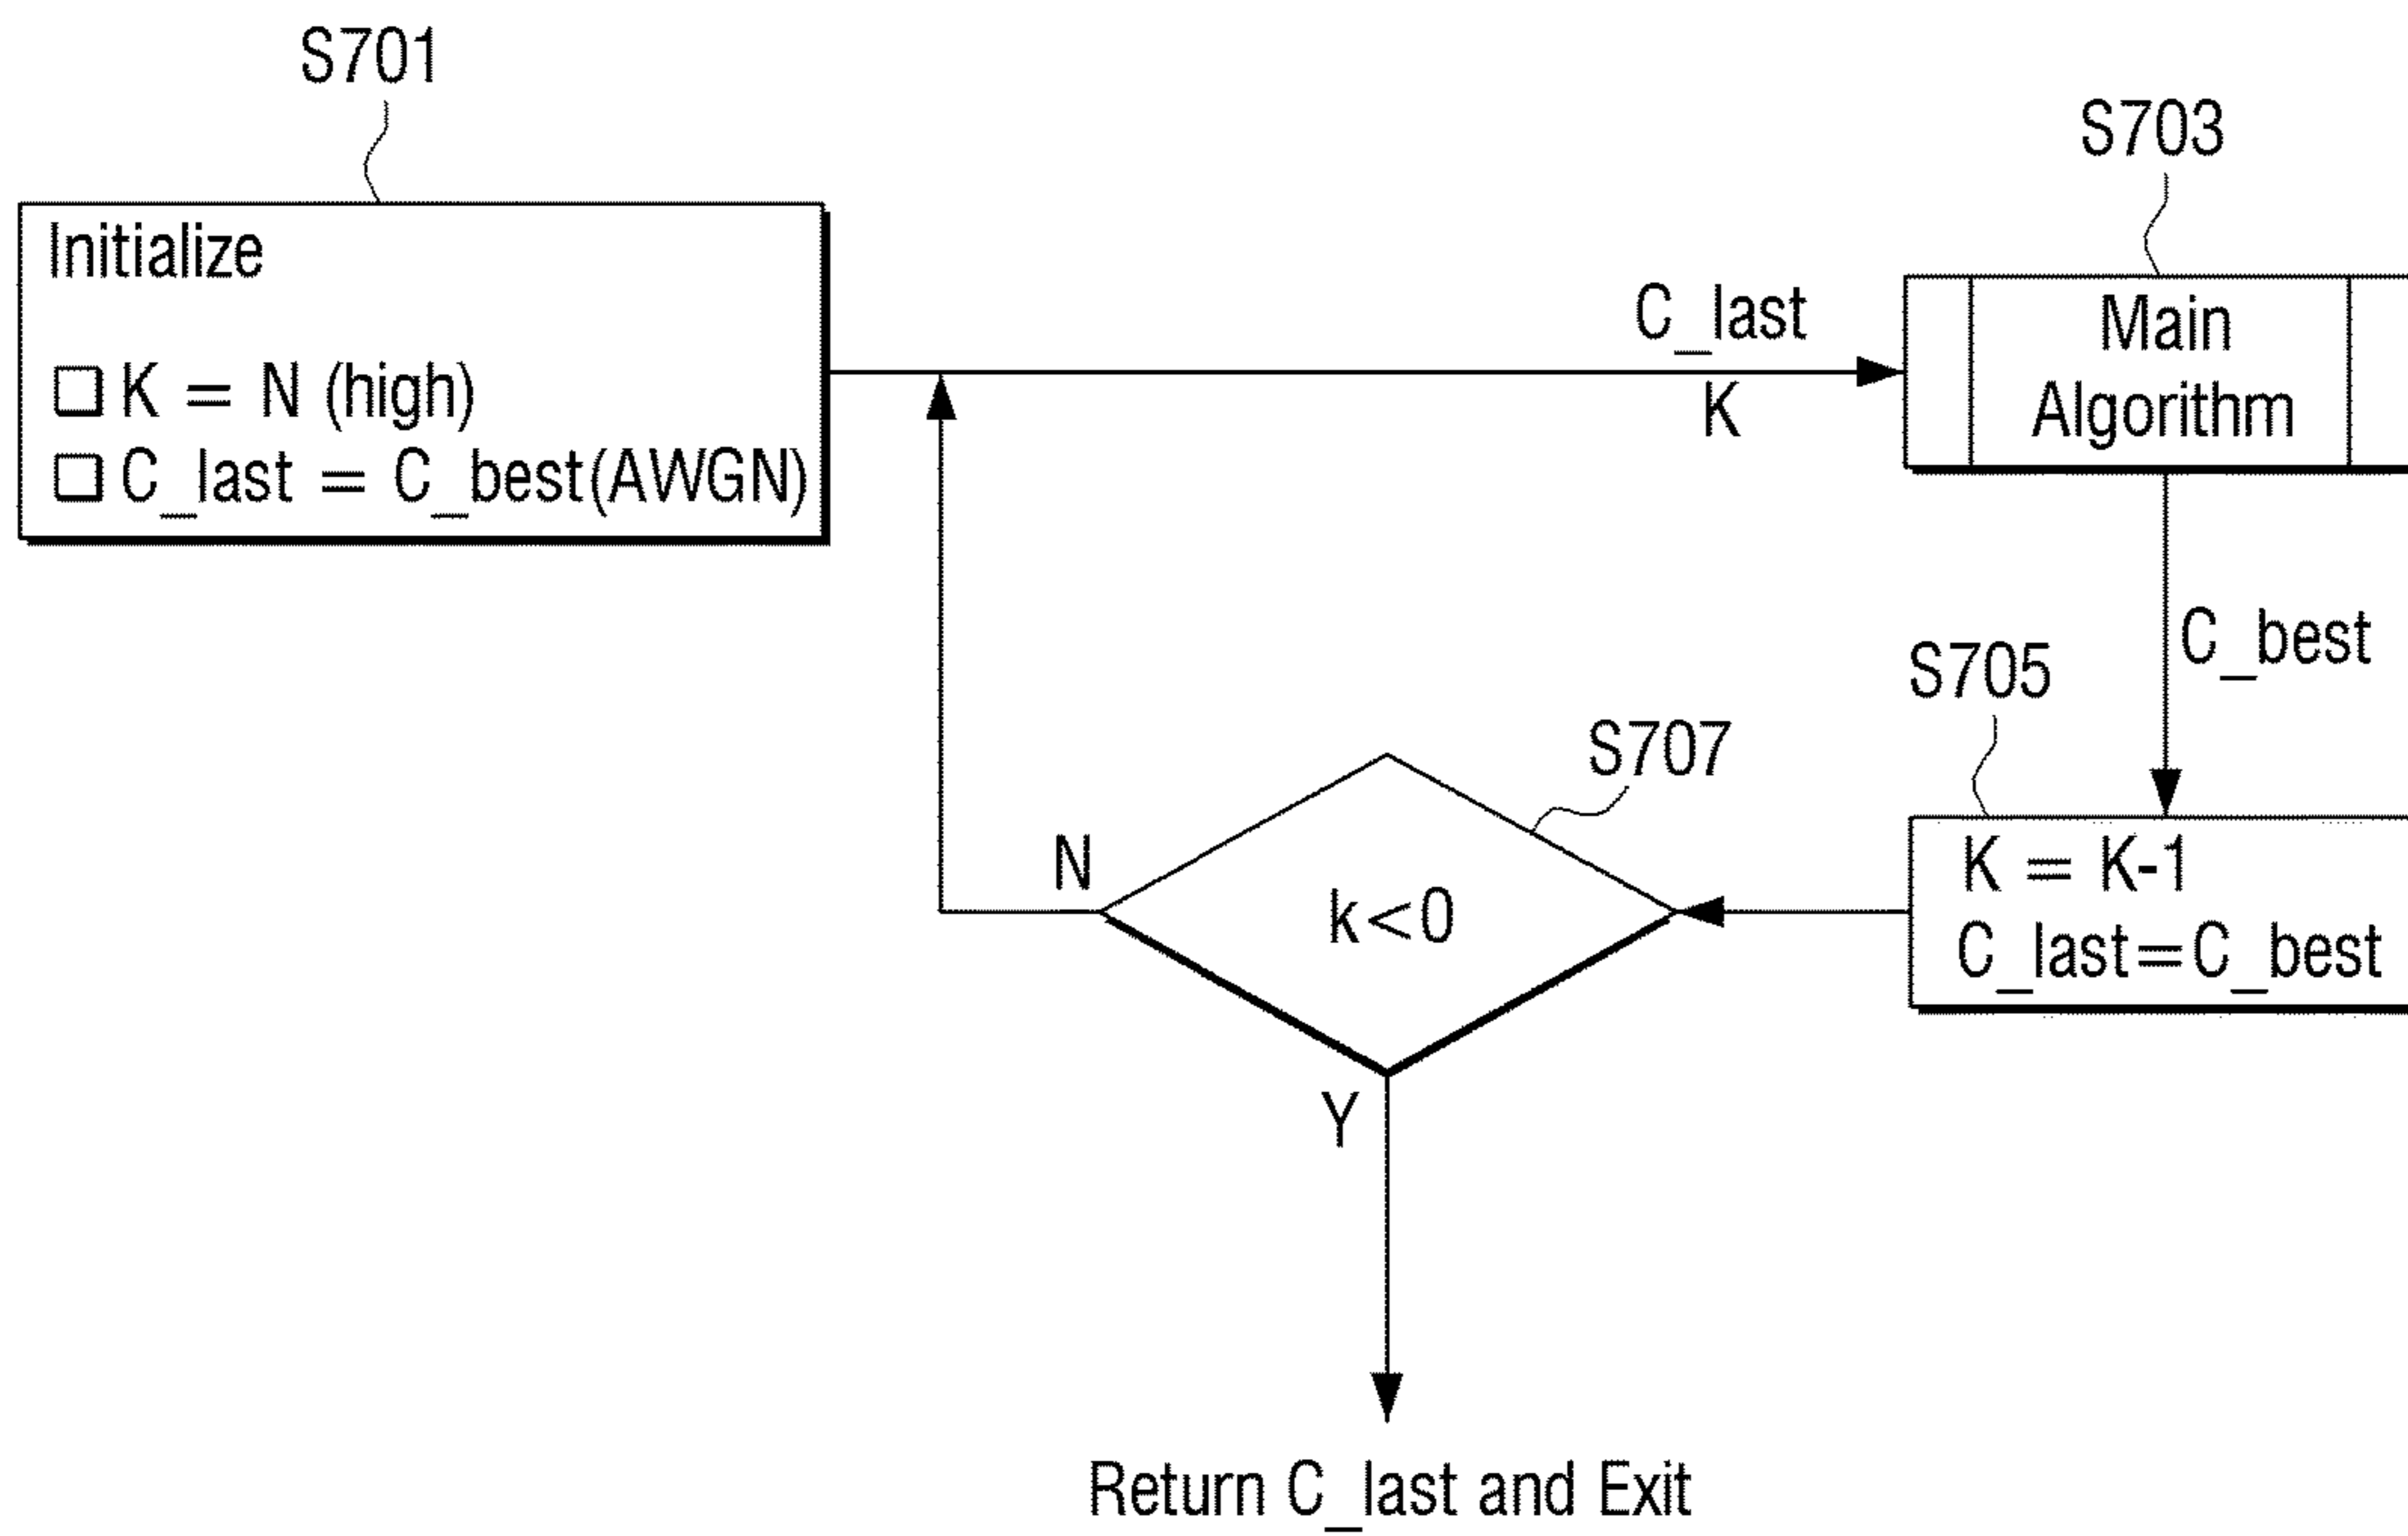 S701
Initialize
K = N (high)
C_last = C_best(AWGN)
C_last
K
S703
Main
Algorithm
C_best
S705
K = K-1
C_last=C_best
S707
k<0
N
Y
Return C_last and Exit